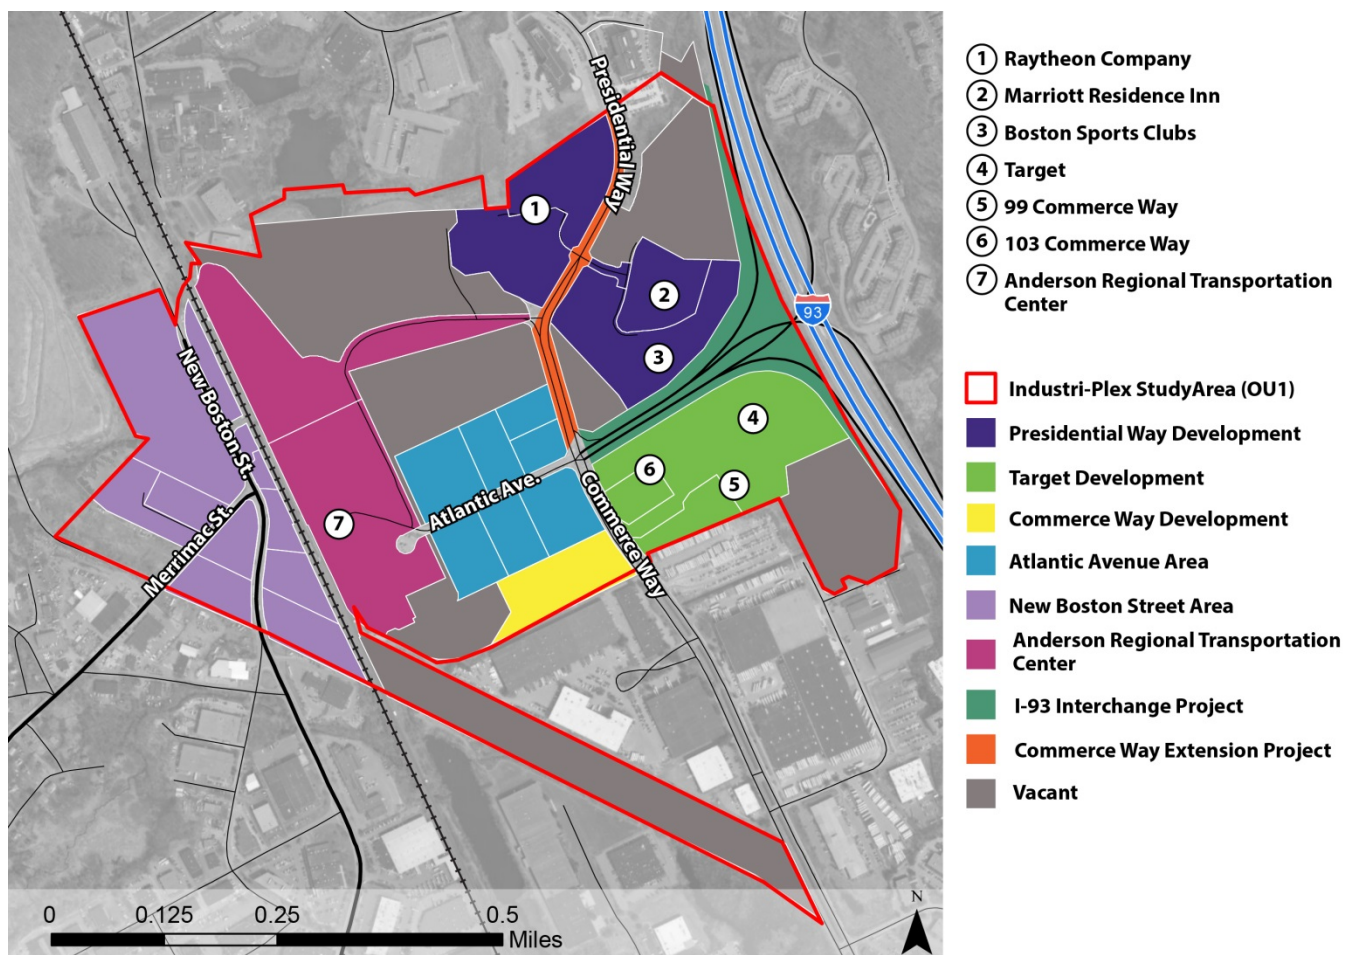 1 Raytheon Company
2 Marriott Residence Inn
3 Boston Sports Clubs
4 Target
5 99 Commerce Way
6 103 Commerce Way
7 Anderson Regional Transportation
Center
Industri-Plex StudyArea (OU1)
Presidential Way Development
Target Development
Commerce Way Development
Atlantic Avenue Area
New Boston Street Area
Anderson Regional Transportation
Center
I-93 Interchange Project
Commerce Way Extension Project
Vacant
Presidential Way
1
2
3
93
New Boston St.
4
6
5
Atlantic Ave.
7
Commerce Way
Merrimac St.
N
0 0.125 0.25 0.5
Miles